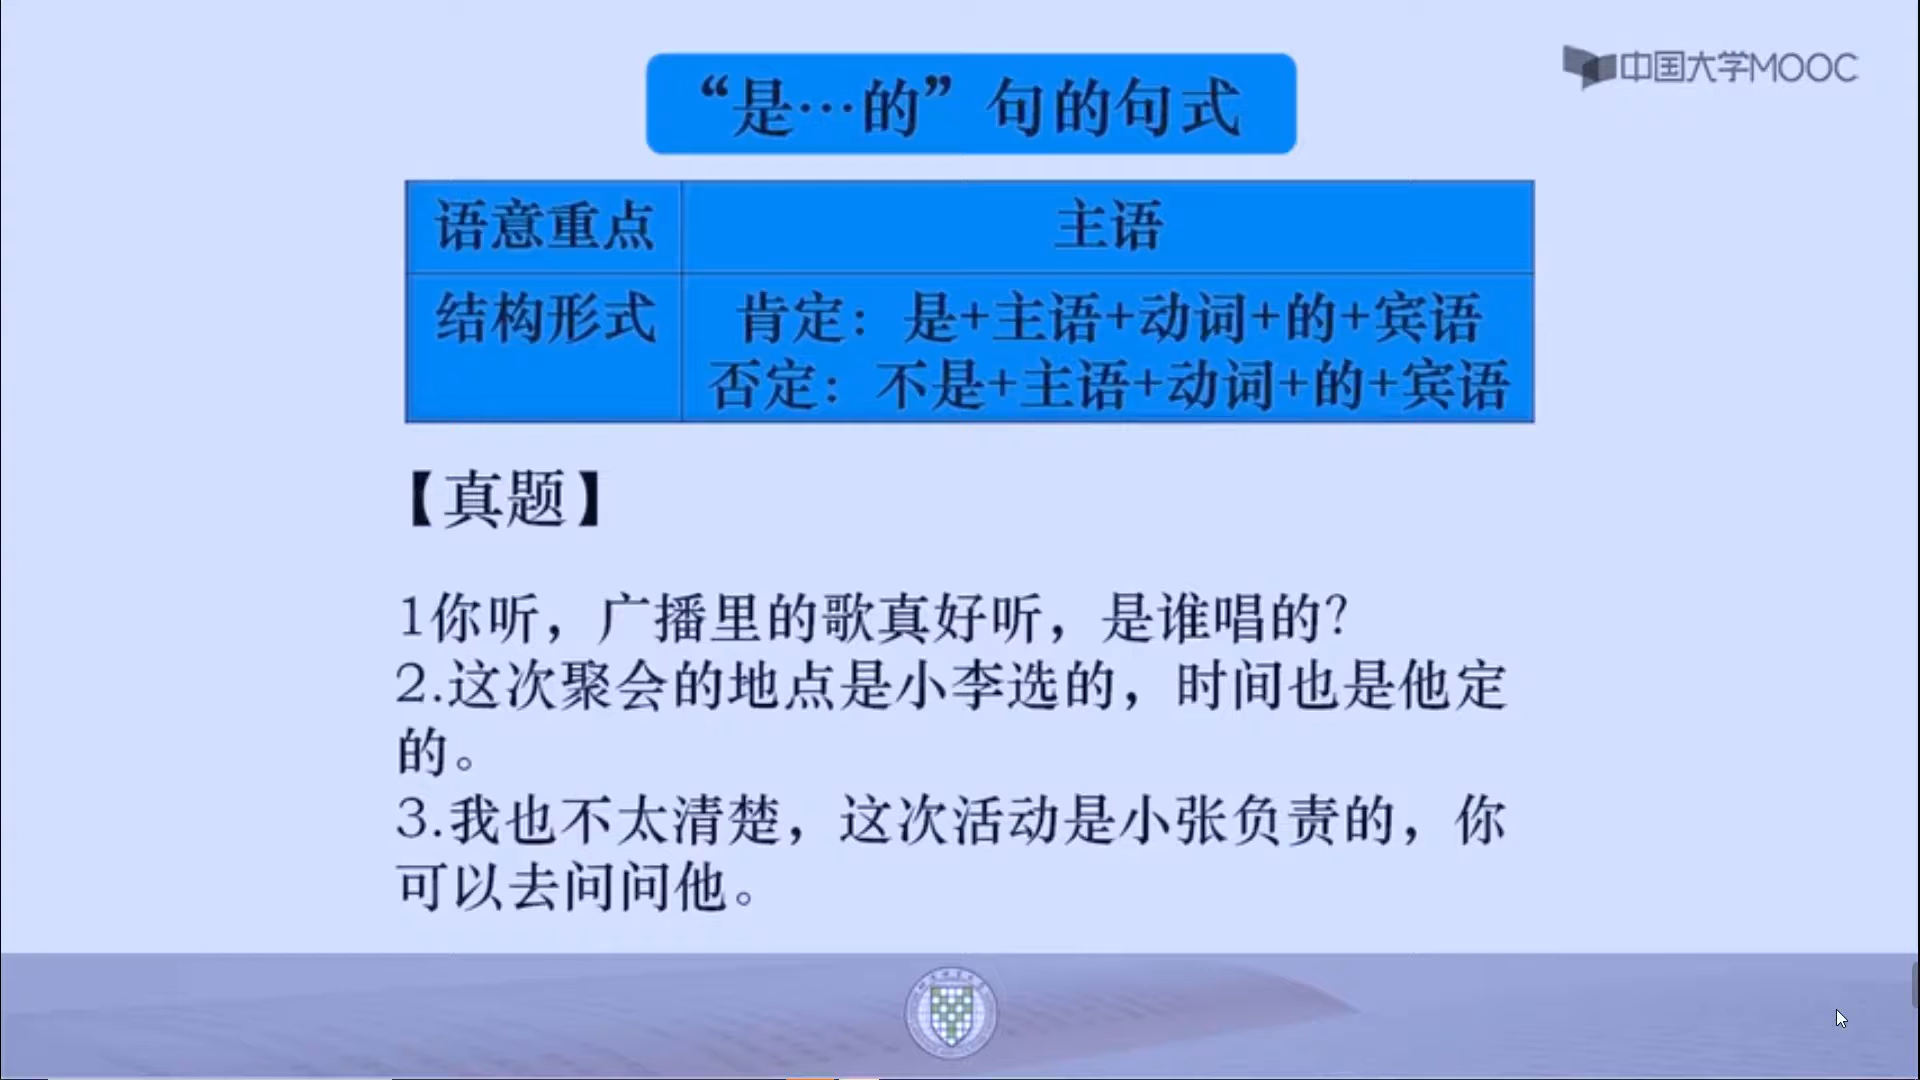 中国大学MOOC
“是…的”句的句式
语意重点 主语
结构形式 肯定：是+主语+动词+的+宾语
否定：不是+主语+动词+的+宾语
【真题】
1你听，广播里的歌真好听，是谁唱的？
2.这次聚会的地点是小李选的，时间也是他定
的。
3.我也不太清楚，这次活动是小张负责的，你
可以去问问他。